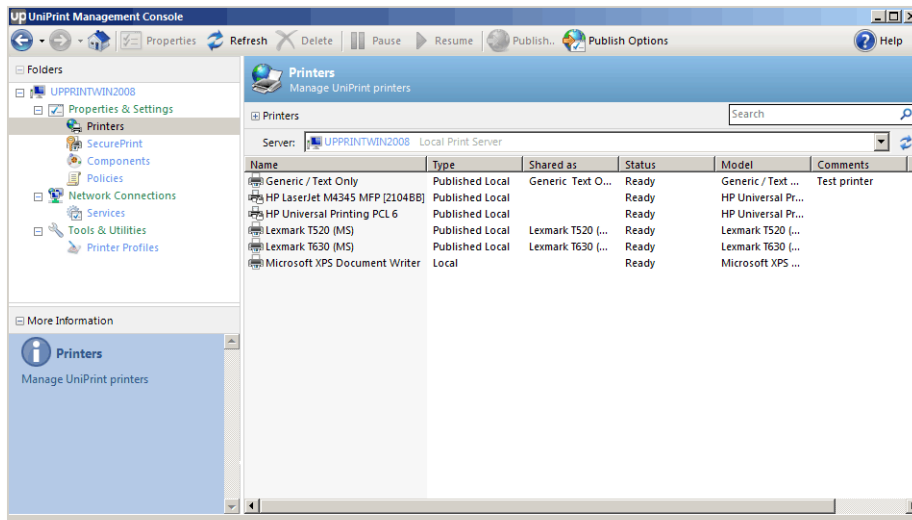 up UniPrint Management Console
Properties Refresh Delete Pause Resume Publish.. Publish Options Help
Folders
UPPRINTWIN2008
Properties & Settings
Printers
SecurePrint
Components
Policies
Network Connections
Services
Tools & Utilities
Printer Profiles
More Information
Printers
Manage UniPrint printers
Printers
Manage UniPrint printers
Printers Search
Server: UPPRINTWIN2008 Local Print Server
Name Type Shared as Status Model Comments
Generic / Text Only Published Local Generic Text O... Ready Generic / Text ... Test printer
HP LaserJet M4345 MFP [2104BB] Published Local Ready HP Universal Pr...
HP Universal Printing PCL 6 Published Local Ready HP Universal Pr...
Lexmark T520 (MS) Published Local Lexmark T520 (... Ready Lexmark T520 (...
Lexmark T630 (MS) Published Local Lexmark T630 (... Ready Lexmark T630 (...
Microsoft XPS Document Writer Local Ready Microsoft XPS ...